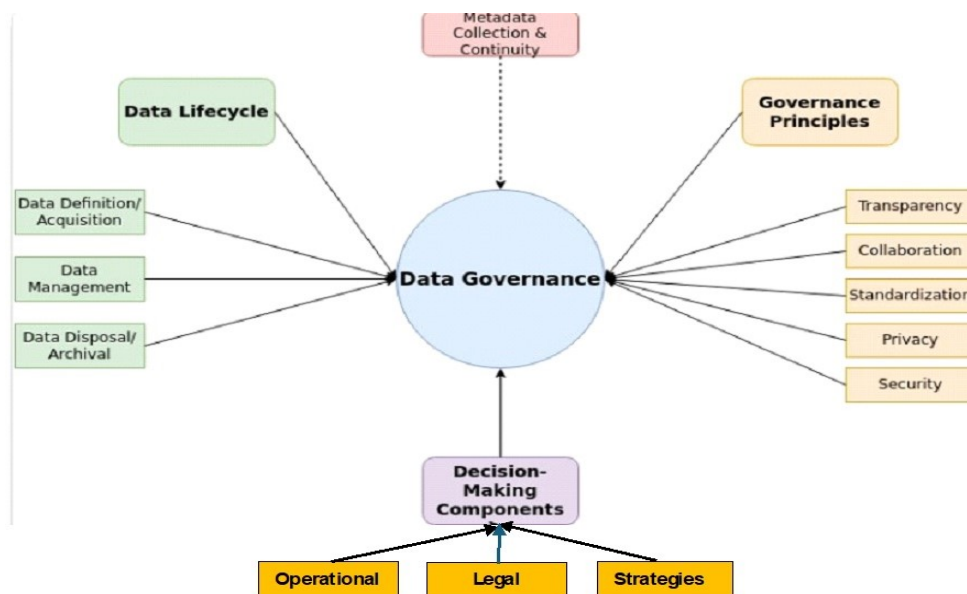 Metadata
Collection &
Continuity
Data Lifecycle
Governance
Principles
Data Definition/
Acquisition
Data
Management
Data Disposal/
Archival
Data Governance
Transparency
Collaboration
Standardization
Privacy
Security
Decision-
Making
Components
Operational
Legal
Strategies